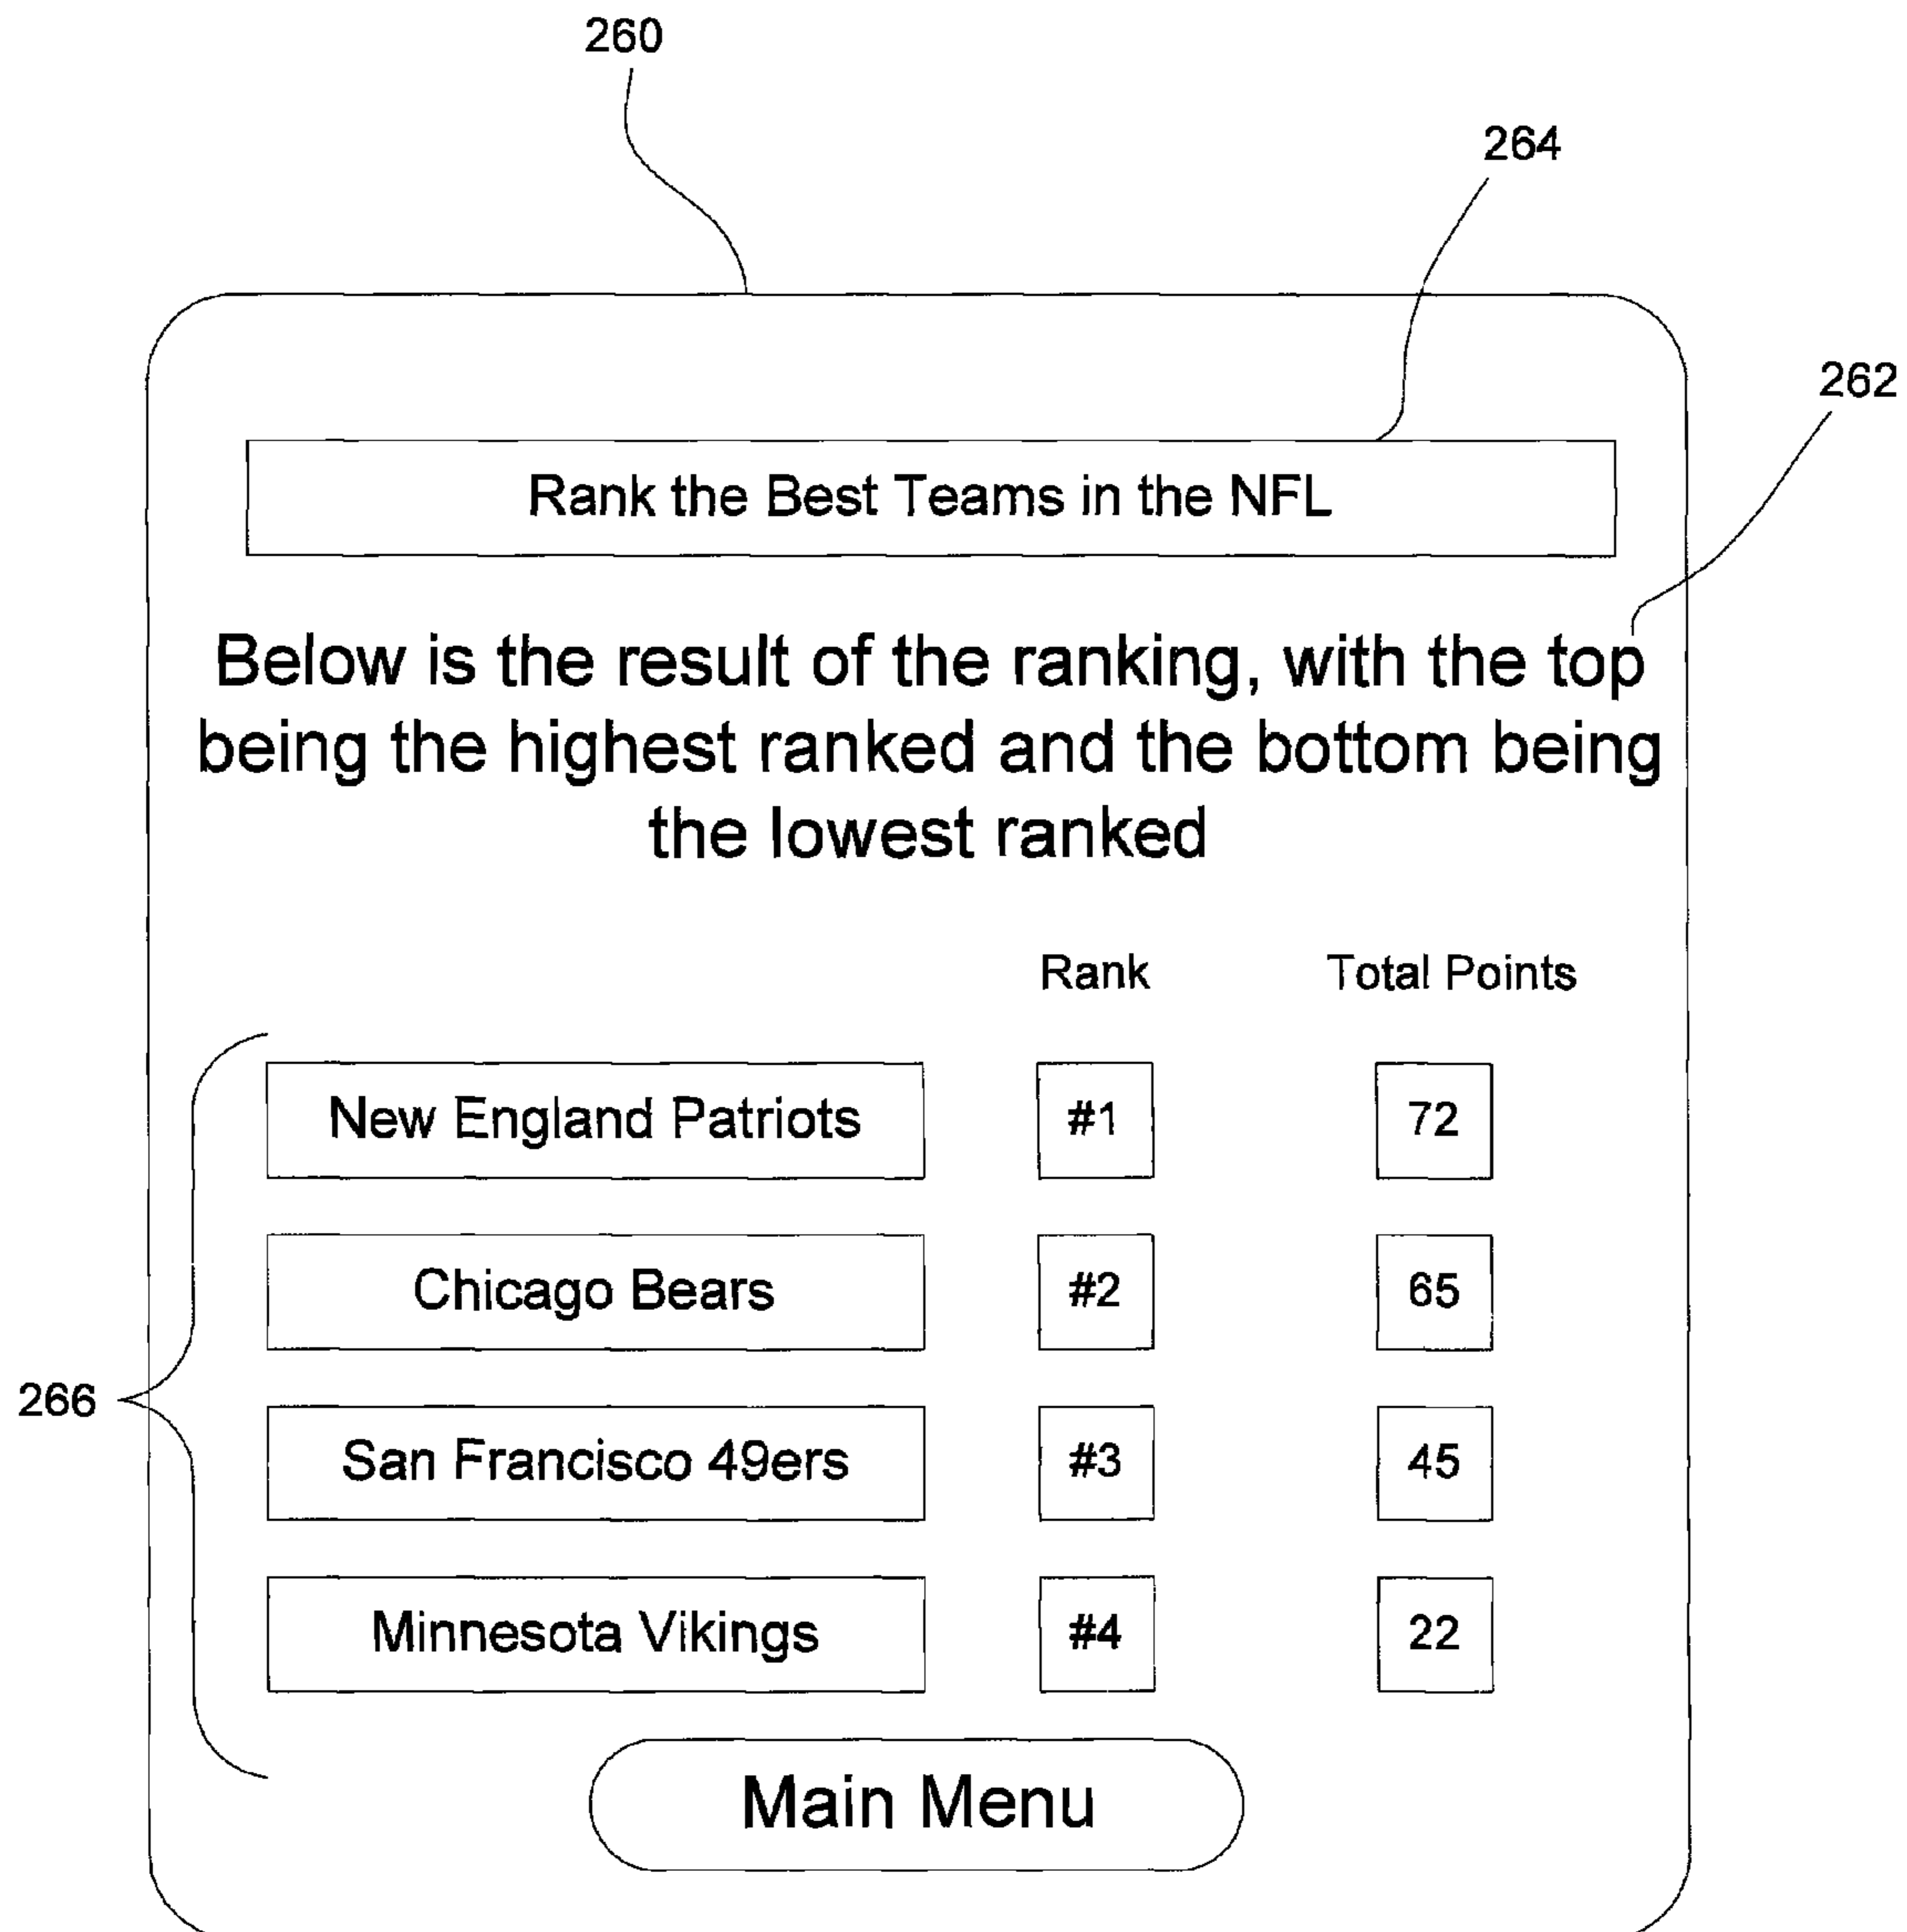 260
264
262
Rank the Best Teams in the NFL
Below is the result of the ranking, with the top
being the highest ranked and the bottom being
the lowest ranked
Rank Total Points
New England Patriots #1 72
Chicago Bears #2 65
266
San Francisco 49ers #3 45
Minnesota Vikings #4 22
Main Menu